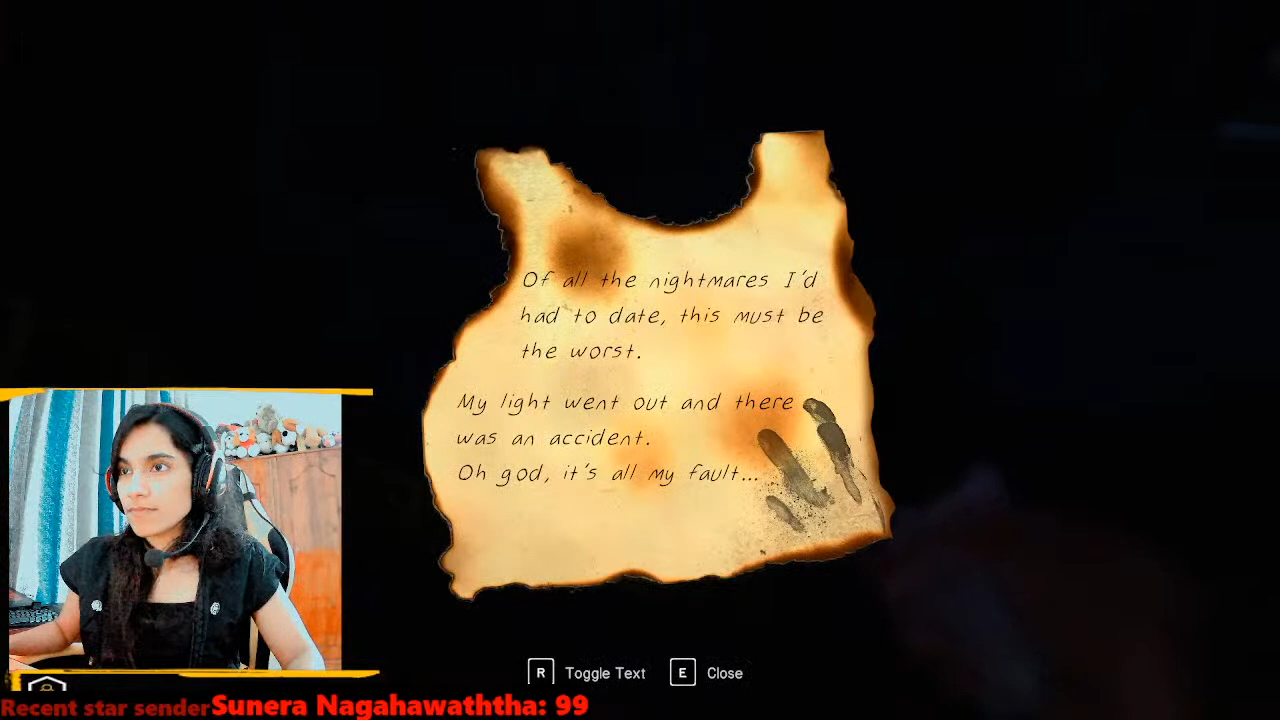 Of all the nightmares I'd
had to date, this must be
the worst.
My light went out and there
was an accident.
Oh god, it's all my fault...
R Toggle Text E Close
Recent star sender Sunera Nagahawaththa: 99